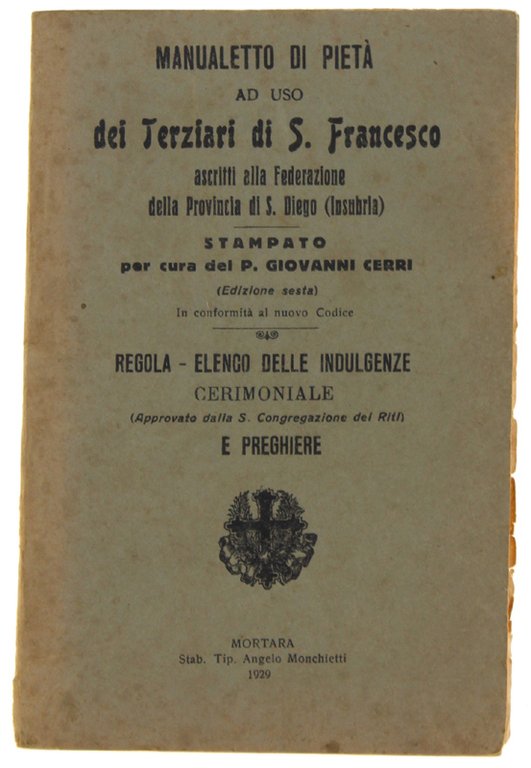 MANUALETTO DI PIETÀ
AD USO
dei Terziari di S. Francesco
ascritti alla Federazione
della Provincia di S. Diego (Insubria)
STAMPATO
per cura del P. GIOVANNI CERRI
(Edizione sesta)
In conformità al nuovo Codice
REGOLA - ELENCO DELLE INDULGENZE
CERIMONIALE
(Approvato dalla S. Congregazione dei Riti)
E PREGHIERE
MORTARA
Stab. Tip. Angelo Monchietti
1929